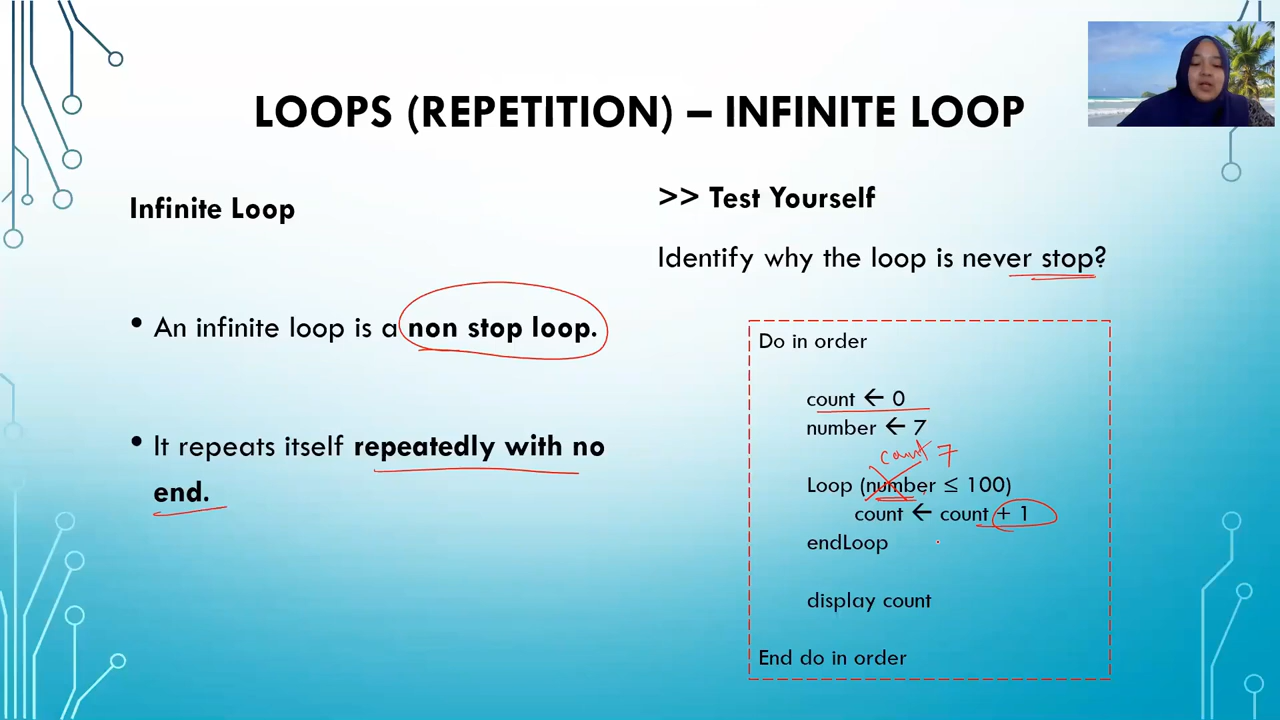 LOOPS (REPETITION) – INFINITE LOOP
Infinite Loop
• An infinite loop is a non stop loop.
• It repeats itself repeatedly with no
end.
>> Test Yourself
Identify why the loop is never stop?
Do in order
count ← 0
number ← 7
count 7
Loop (number ≤ 100)
count ← count + 1
endLoop
display count
End do in order